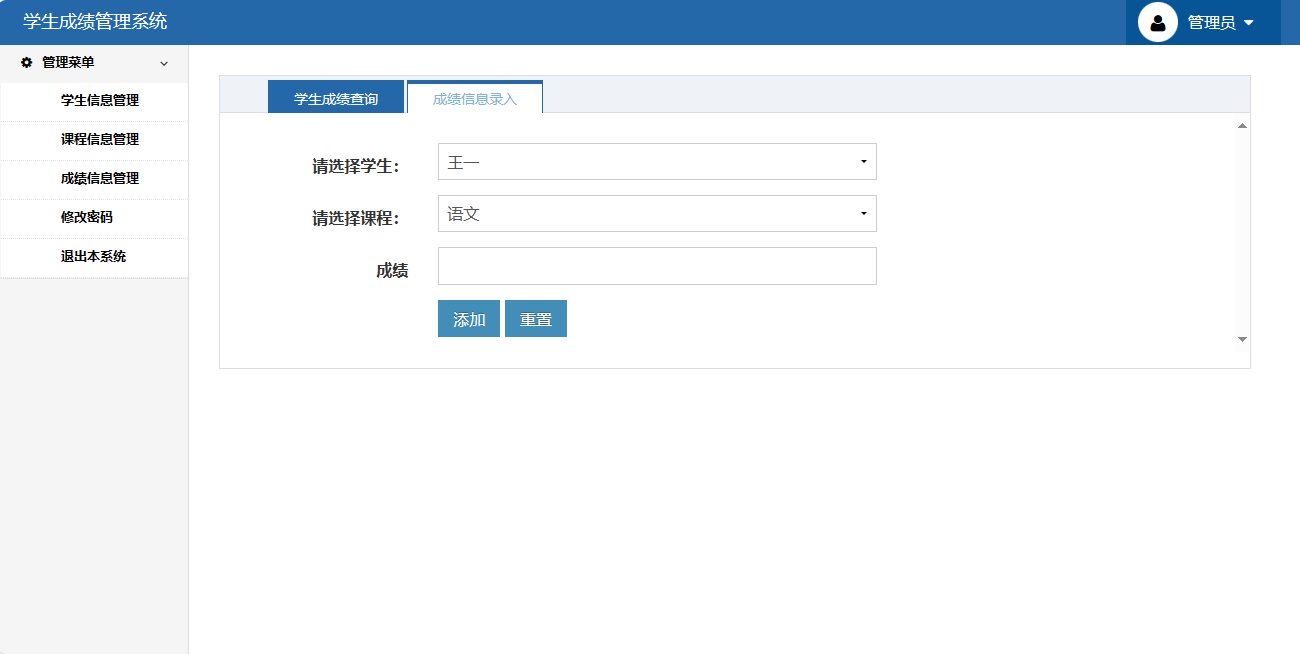 学生成绩管理系统
管理员
管理菜单
学生信息管理
课程信息管理
成绩信息管理
修改密码
退出本系统
学生成绩查询 成绩信息录入
请选择学生： 王一
请选择课程： 语文
成绩
添加 重置